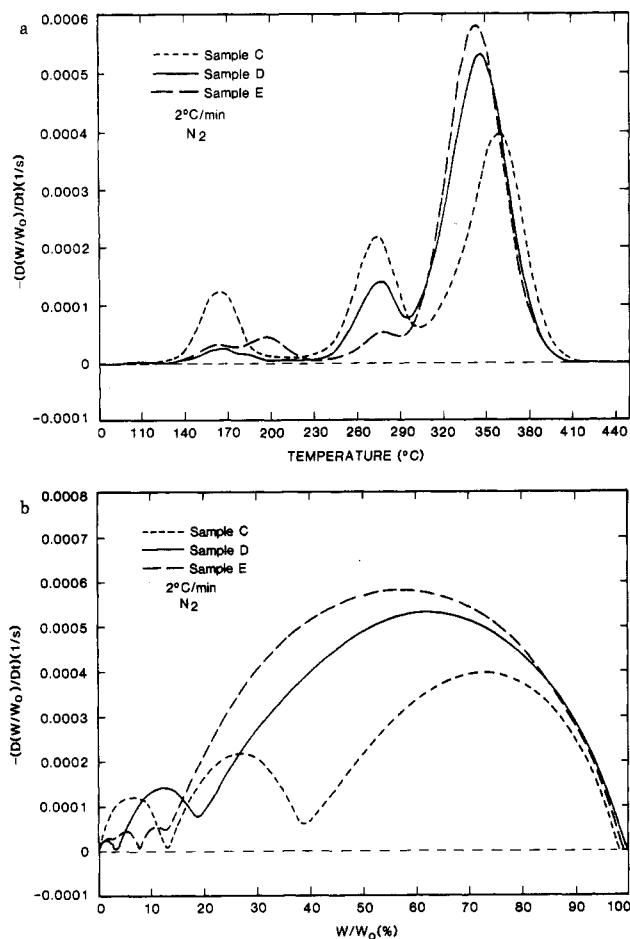 a
0.0006
0.0005
0.0004
0.0003
0.0002
0.0001
0
-0.0001
-(D(W/W₀)/Dt)(1/s)
Sample C
Sample D
Sample E
2°C/min
N₂
0 110 140 170 200 230 260 290 320 350 380 410 440
TEMPERATURE (°C)
b
0.0008
0.0007
0.0006
0.0005
0.0004
0.0003
0.0002
0.0001
0
-0.0001
-(D(W/W₀)/Dt)(1/s)
Sample C
Sample D
Sample E
2°C/min
N₂
0 10 20 30 40 50 60 70 80 90 100
W/W₀(%)